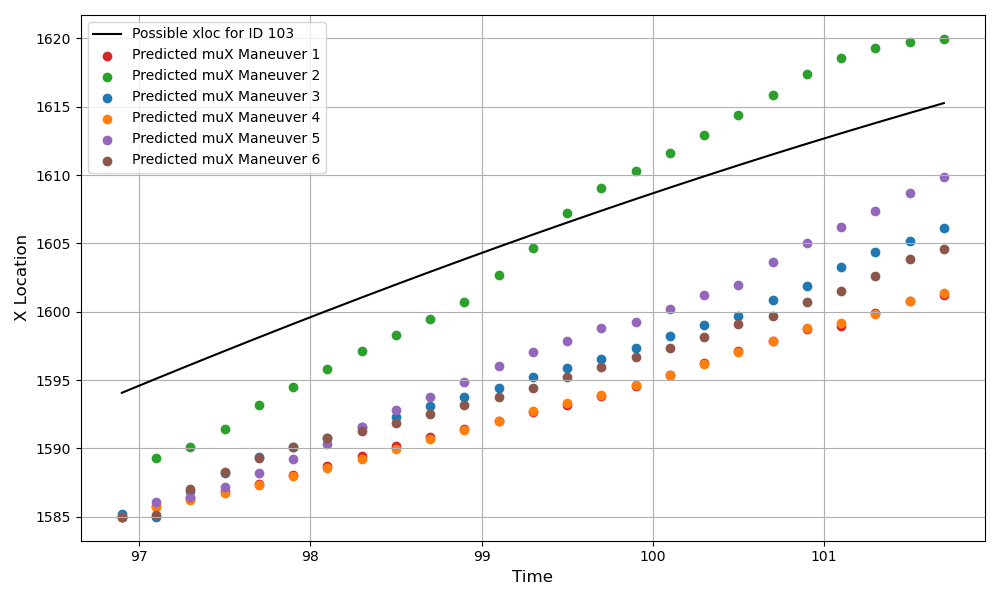 Possible xloc for ID 103
Predicted muX Maneuver 1
Predicted muX Maneuver 2
Predicted muX Maneuver 3
Predicted muX Maneuver 4
Predicted muX Maneuver 5
Predicted muX Maneuver 6
1620
1615
1610
1605
1600
1595
1590
1585
X Location
97 98 99 100 101
Time